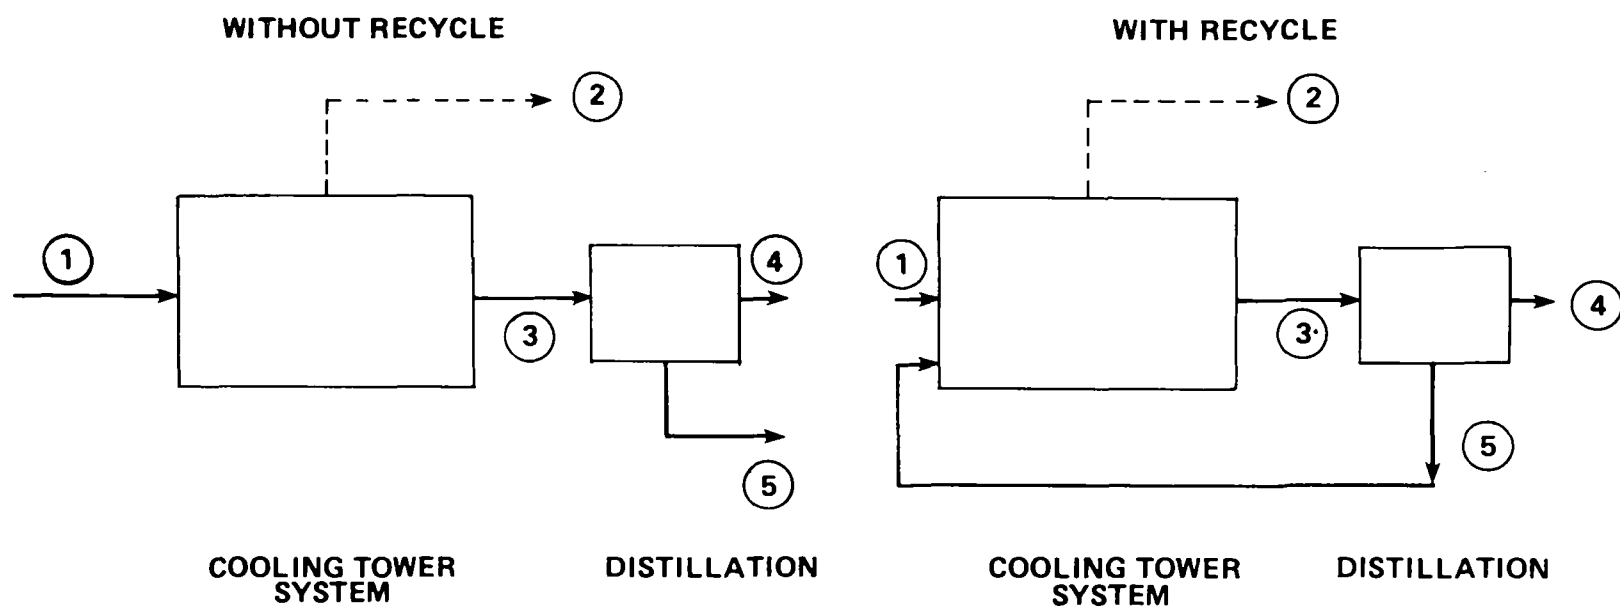 WITHOUT RECYCLE
2
1
3
4
5
COOLING TOWER
SYSTEM
DISTILLATION
WITH RECYCLE
2
1
3
4
5
COOLING TOWER
SYSTEM
DISTILLATION